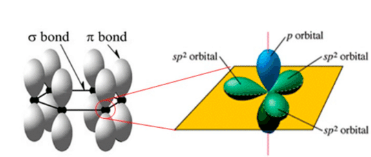 σ bond
π bond
p orbital
sp² orbital
sp² orbital
sp² orbital